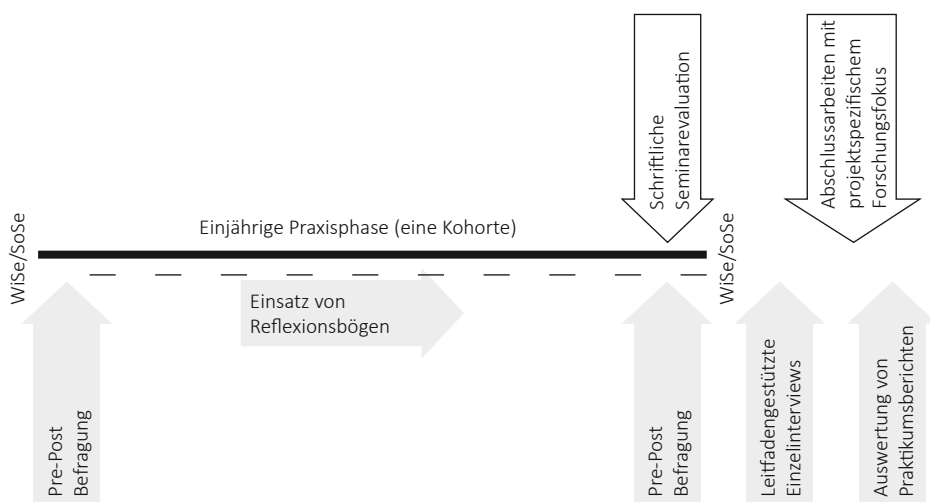 Schriftliche
Seminarevaluation
Abschlussarbeiten mit
projektspezifischem
Forschungsfokus
Einjährige Praxisphase (eine Kohorte)
WiSe/SoSe
WiSe/SoSe
Einsatz von
Reflexionsbögen
Pre-Post
Befragung
Pre-Post
Befragung
Leitfadengestützte
Einzelinterviews
Auswertung von
Praktikumsberichten